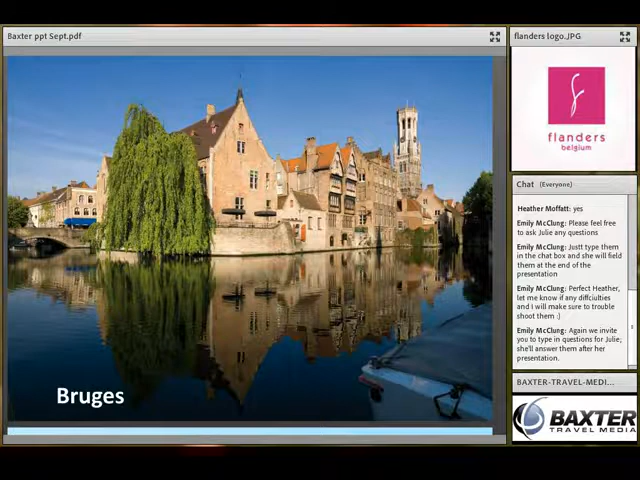 Baxter ppt Sept.pdf
Bruges
flanders logo.JPG
flanders
belgium
Chat (Everyone)
Heather Moffatt: yes
Emily McClung: Please feel free
to ask Julie any questions
Emily McClung: Justt type them
in the chat box and she will field
them at the end of the
presentation
Emily McClung: Perfect Heather,
let me know if any diffciulties
and I will make sure to trouble
shoot them :)
Emily McClung: Again we invite
you to type in questions for Julie,
she'll answer them after her
presentation.
BAXTER-TRAVEL-MEDI...
BAXTER
TRAVEL MEDIA